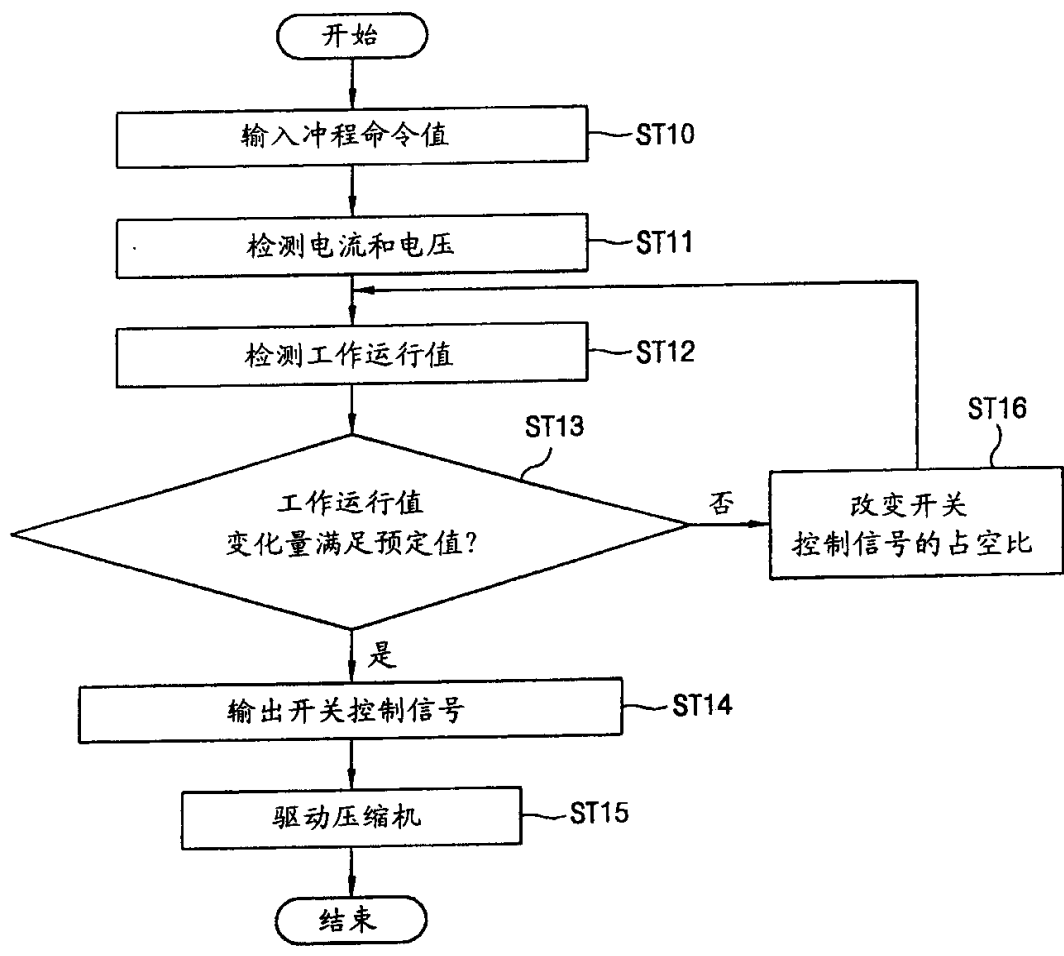 开始
输入冲程命令值
ST10
检测电流和电压
ST11
检测工作运行值
ST12
ST13
工作运行值
变化量满足预定值?
否
ST16
改变开关
控制信号的占空比
是
输出开关控制信号
ST14
驱动压缩机
ST15
结束